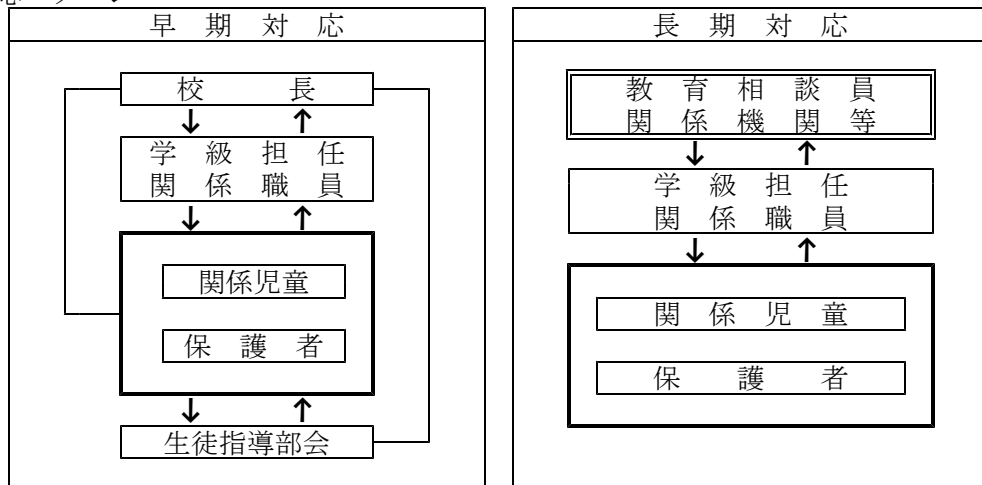 早期対応
校長
↓ ↑
学級担任
関係職員
↓ ↑
関係児童
保護者
↓ ↑
生徒指導部会
長期対応
教育相談員
関係機関等
↓ ↑
学級担任
関係職員
↓ ↑
関係児童
保護者